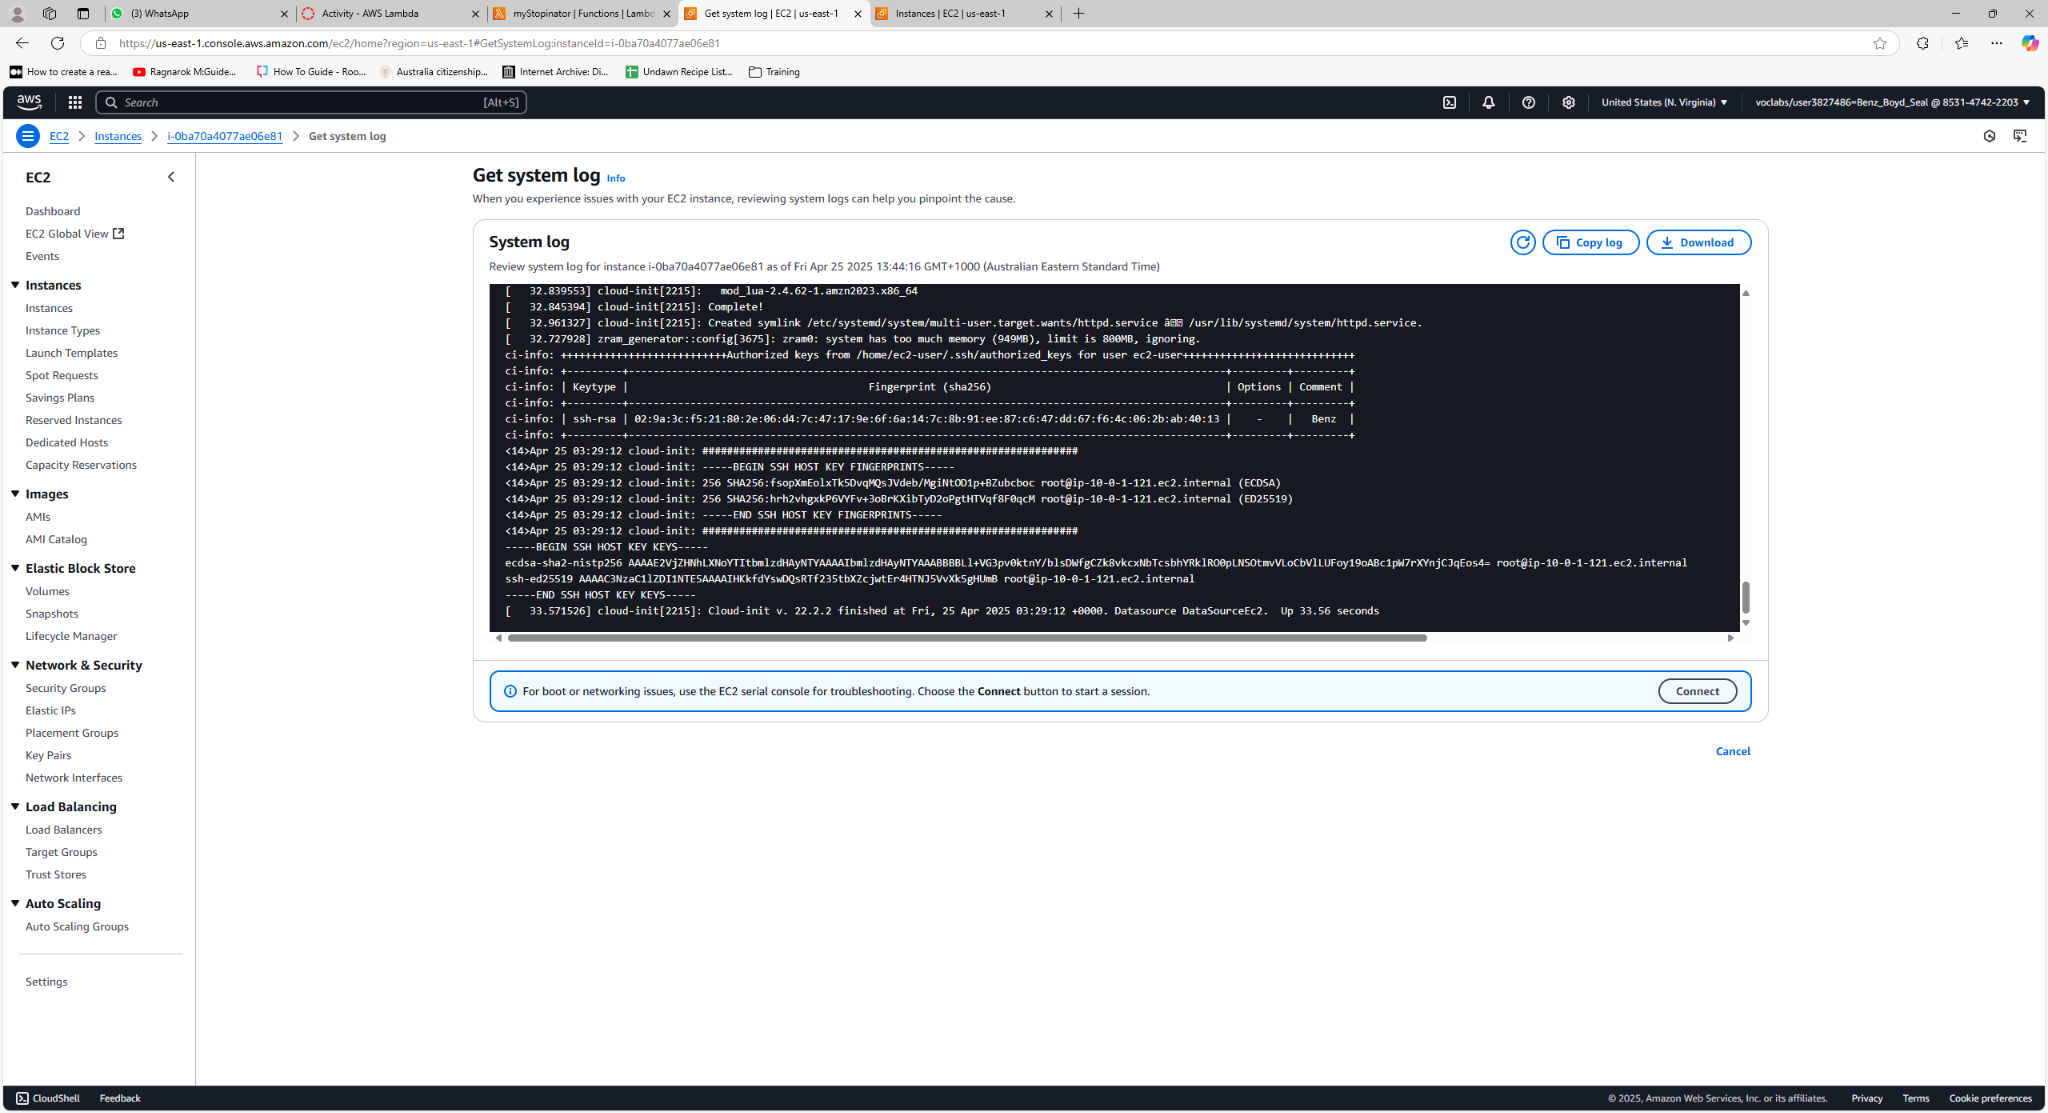 (3) WhatsApp
Activity - AWS Lambda
myStopinator | Functions | Lambd
Get system log | EC2 | us-east-1
Instances | EC2 | us-east-1
https://us-east-1.console.aws.amazon.com/ec2/home?region=us-east-1#GetSystemLog:instanceId=i-0ba70a4077ae06e81
How to create a rea...
Ragnarok M:Guide...
How To Guide - Roo...
Australia citizenship...
Internet Archive: Di...
Undawn Recipe List...
Training
aws
Search
[Alt+S]
United States (N. Virginia)
voclabs/user3827486=Benz_Boyd_Seal @ 8531-4742-2203
EC2
Instances
i-0ba70a4077ae06e81
Get system log
EC2
Dashboard
EC2 Global View
Events
Instances
Instances
Instance Types
Launch Templates
Spot Requests
Savings Plans
Reserved Instances
Dedicated Hosts
Capacity Reservations
Images
AMIs
AMI Catalog
Elastic Block Store
Volumes
Snapshots
Lifecycle Manager
Network & Security
Security Groups
Elastic IPs
Placement Groups
Key Pairs
Network Interfaces
Load Balancing
Load Balancers
Target Groups
Trust Stores
Auto Scaling
Auto Scaling Groups
Settings
Get system log Info
When you experience issues with your EC2 instance, reviewing system logs can help you pinpoint the cause.
System log
Copy log
Download
Review system log for instance i-0ba70a4077ae06e81 as of Fri Apr 25 2025 13:44:16 GMT+1000 (Australian Eastern Standard Time)
[   32.839553] cloud-init[2215]:   mod_lua-2.4.62-1.amzn2023.x86_64
[   32.845394] cloud-init[2215]: Complete!
[   32.961327] cloud-init[2215]: Created symlink /etc/systemd/system/multi-user.target.wants/httpd.service â /usr/lib/systemd/system/httpd.service.
[   32.727928] zram_generator::config[3675]: zram0: system has too much memory (949MB), limit is 800MB, ignoring.
ci-info: +++++++++++++++++++++++++++Authorized keys from /home/ec2-user/.ssh/authorized_keys for user ec2-user++++++++++++++++++++++++++++
ci-info: +---------+-------------------------------------------------------------------------------------------------+---------+---------+
ci-info: | Keytype |                                       Fingerprint (sha256)                                      | Options | Comment |
ci-info: +---------+-------------------------------------------------------------------------------------------------+---------+---------+
ci-info: | ssh-rsa | 02:9a:3c:f5:21:80:2e:06:d4:7c:47:17:9e:6f:6a:14:7c:8b:91:ee:87:c6:47:dd:67:f6:4c:06:2b:ab:40:13 |    -    |   Benz  |
ci-info: +---------+-------------------------------------------------------------------------------------------------+---------+---------+
<14>Apr 25 03:29:12 cloud-init: #############################################################
<14>Apr 25 03:29:12 cloud-init: -----BEGIN SSH HOST KEY FINGERPRINTS-----
<14>Apr 25 03:29:12 cloud-init: 256 SHA256:fsopXmEolxTk5DvqMQsJVdeb/MgiNtOD1p+BZubcboc root@ip-10-0-1-121.ec2.internal (ECDSA)
<14>Apr 25 03:29:12 cloud-init: 256 SHA256:hrh2vhgxkP6VYFv+3oBrKXibTyD2oPgtHTVqf8F0qcM root@ip-10-0-1-121.ec2.internal (ED25519)
<14>Apr 25 03:29:12 cloud-init: -----END SSH HOST KEY FINGERPRINTS-----
<14>Apr 25 03:29:12 cloud-init: #############################################################
-----BEGIN SSH HOST KEY KEYS-----
ecdsa-sha2-nistp256 AAAAE2VjZHNhLXNoYTItbmlzdHAyNTYAAAAIbmlzdHAyNTYAAABBBBLl+VG3pv0ktnY/blsDWfgCZk8vkcxNbTcsbhYRklRO0pLNSOtmvVLoCbVlLUFoy19oABc1pW7rXYnjCJqEos4= root@ip-10-0-1-121.ec2.internal
ssh-ed25519 AAAAC3NzaC1lZDI1NTE5AAAAIHKkfdYswDQsRTf235tbXZcjwtEr4HTNJ5VvXk5gHUmB root@ip-10-0-1-121.ec2.internal
-----END SSH HOST KEY KEYS-----
[   33.571526] cloud-init[2215]: Cloud-init v. 22.2.2 finished at Fri, 25 Apr 2025 03:29:12 +0000. Datasource DataSourceEc2.  Up 33.56 seconds
For boot or networking issues, use the EC2 serial console for troubleshooting. Choose the Connect button to start a session.
Connect
Cancel
CloudShell
Feedback
© 2025, Amazon Web Services, Inc. or its affiliates.
Privacy
Terms
Cookie preferences